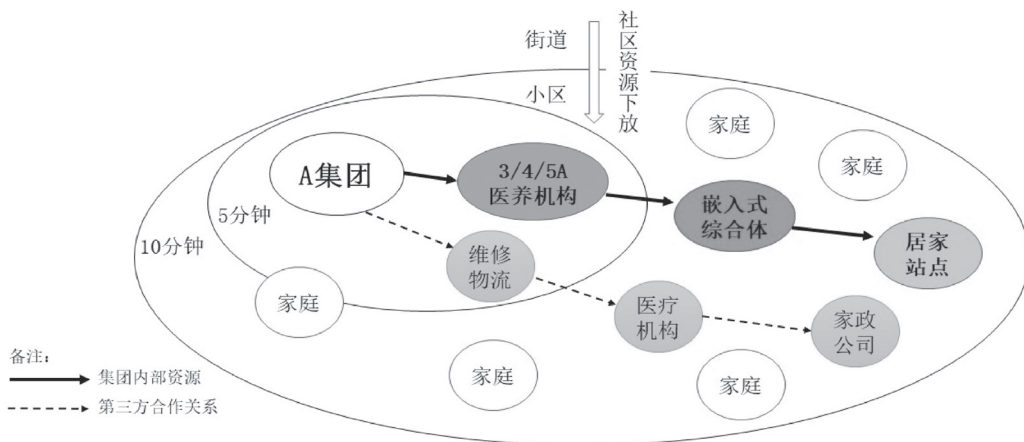 街道
社区资源下放
小区
家庭
家庭
A集团
3/4/5A
医养机构
嵌入式
综合体
居家
站点
5分钟
10分钟
维修
物流
家庭
医疗
机构
家政
公司
家庭
家庭
备注:
集团内部资源
第三方合作关系